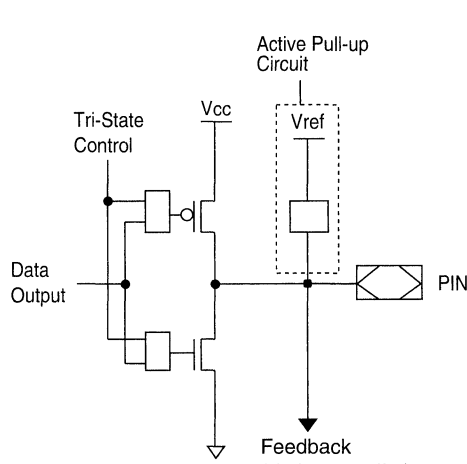 Active Pull-up
Circuit
Vcc
Vref
Tri-State
Control
Data
Output
PIN
Feedback